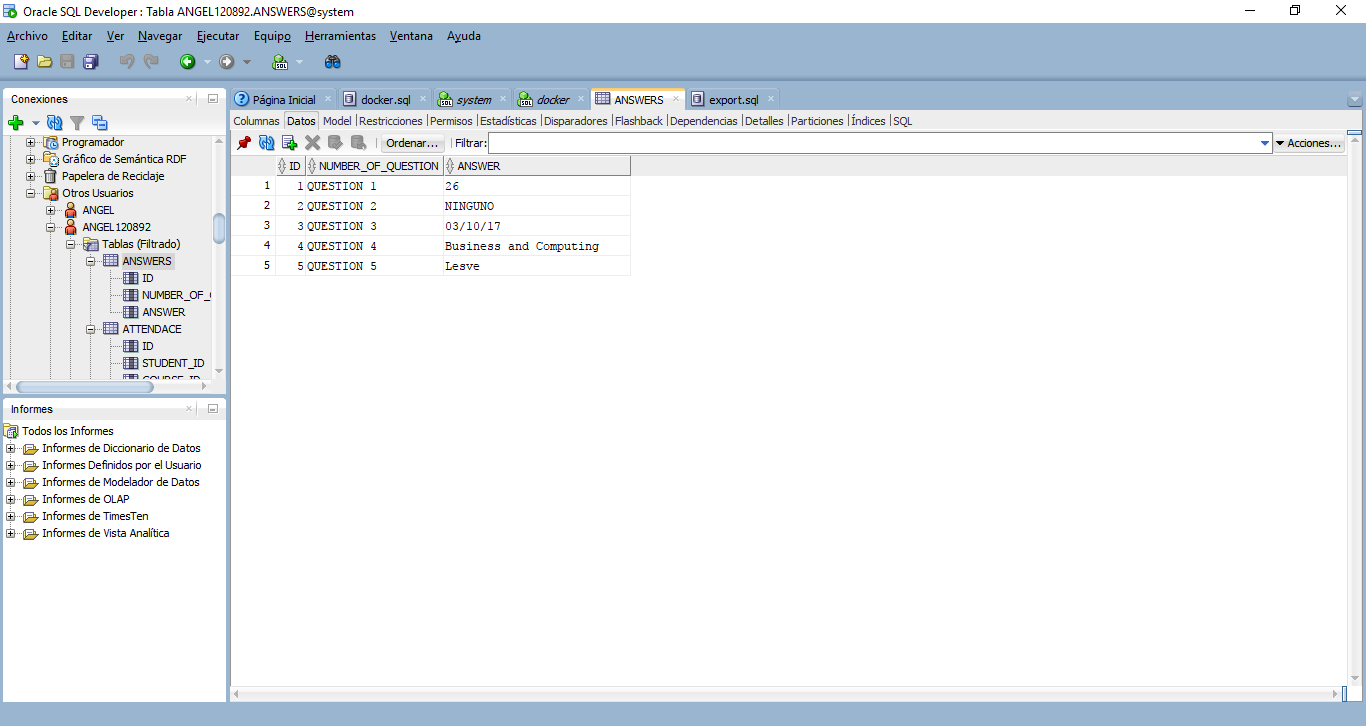 Oracle SQL Developer : Tabla ANGEL120892.ANSWERS@system
Archivo Editar Ver Navegar Ejecutar Equipo Herramientas Ventana Ayuda
Conexiones
Programador
Gráfico de Semántica RDF
Papelera de Reciclaje
Otros Usuarios
ANGEL
ANGEL120892
Tablas (Filtrado)
ANSWERS
ID
NUMBER_OF_
ANSWER
ATTENDACE
ID
STUDENT_ID
COURSE_ID
Informes
Todos los Informes
Informes de Diccionario de Datos
Informes Definidos por el Usuario
Informes de Modelador de Datos
Informes de OLAP
Informes de TimesTen
Informes de Vista Analítica
Página Inicial docker.sql system docker ANSWERS export.sql
Columnas Datos Model Restricciones Permisos Estadísticas Disparadores Flashback Dependencias Detalles Particiones Índices SQL
Ordenar... Filtrar: Acciones...
ID NUMBER_OF_QUESTION ANSWER
1 1 QUESTION 1 26
2 2 QUESTION 2 NINGUNO
3 3 QUESTION 3 03/10/17
4 4 QUESTION 4 Business and Computing
5 5 QUESTION 5 Lesve